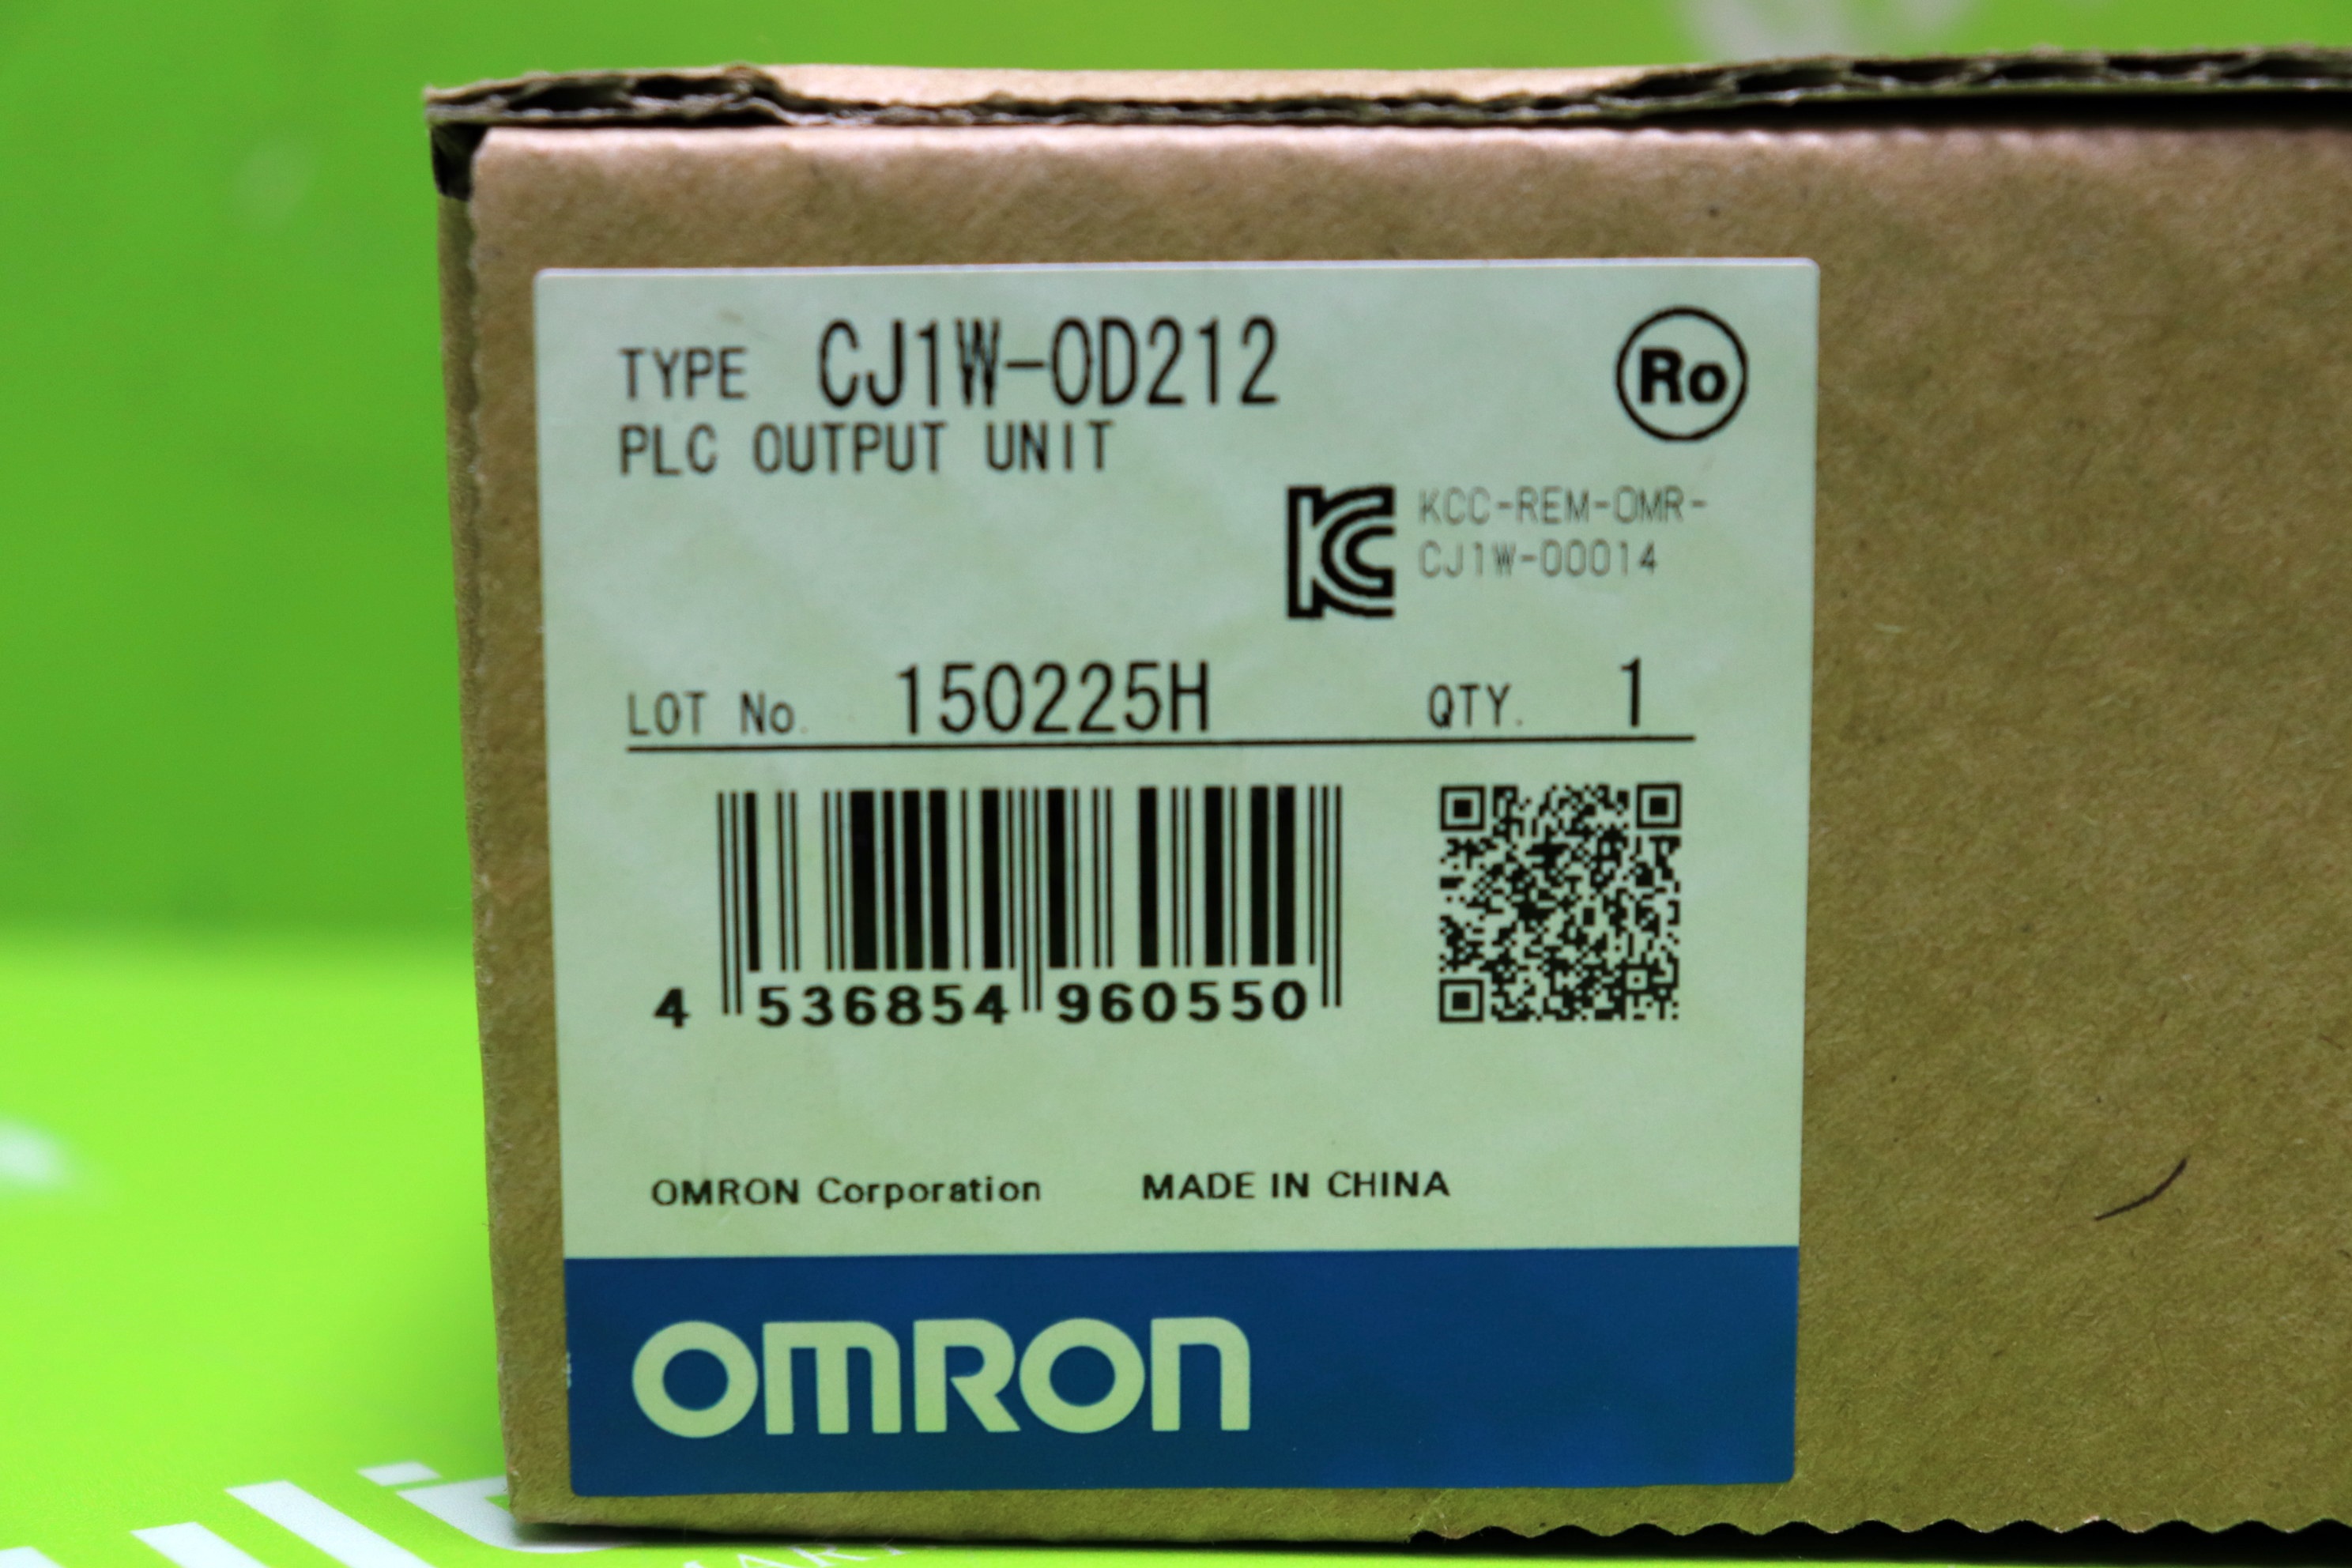 TYPE CJ1W-OD212
Ro
PLC OUTPUT UNIT
KCC-REM-OMR-
CJ1W-00014
LOT No. 150225H QTY. 1
4 536854 960550
OMRON Corporation MADE IN CHINA
OMRON